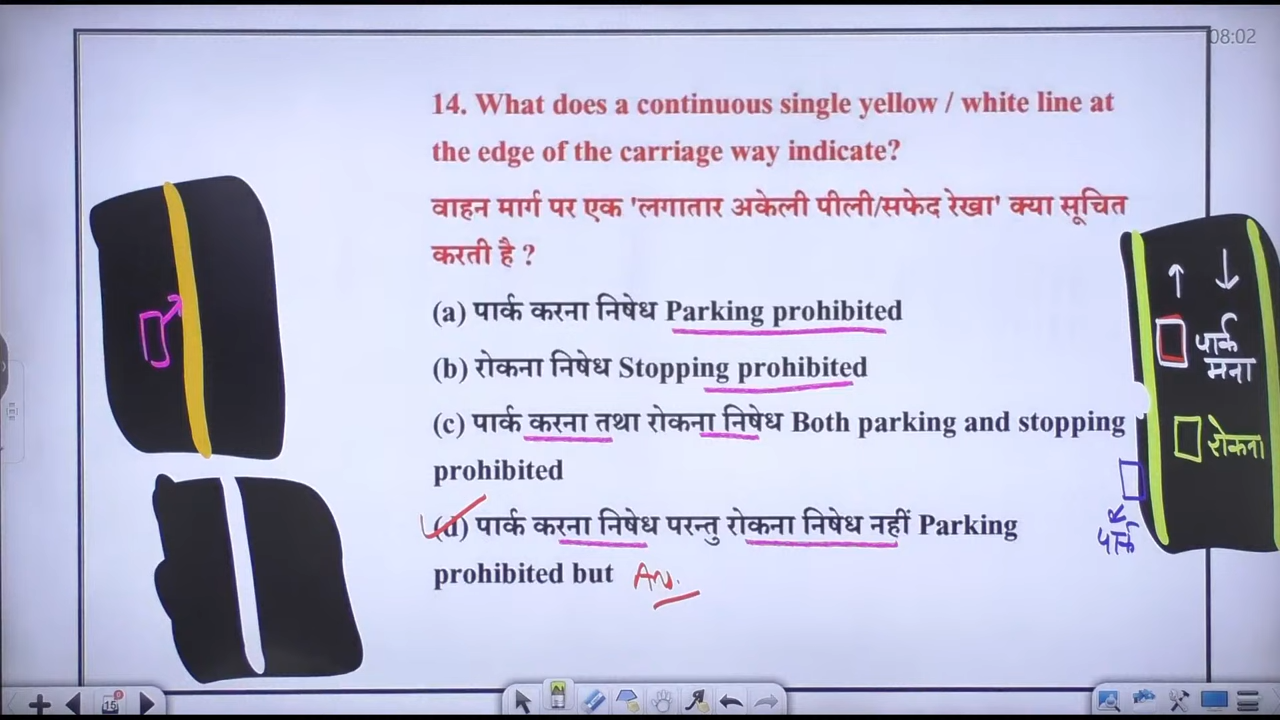 08:02
14. What does a continuous single yellow / white line at
the edge of the carriage way indicate?
वाहन मार्ग पर एक 'लगातार अकेली पीली/सफेद रेखा' क्या सूचित
करती है ?
(a) पार्क करना निषेध Parking prohibited
(b) रोकना निषेध Stopping prohibited
(c) पार्क करना तथा रोकना निषेध Both parking and stopping
prohibited
(d) पार्क करना निषेध परन्तु रोकना निषेध नहीं Parking
prohibited but
An.
पार्क
मना
रोकना
पार्क
15